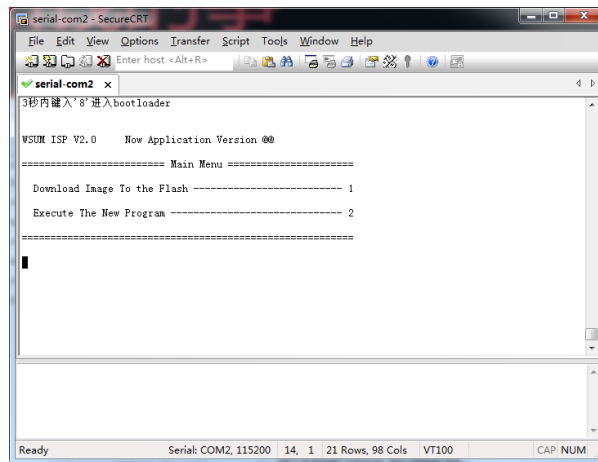 serial-com2 - SecureCRT
File Edit View Options Transfer Script Tools Window Help
Enter host <Alt+R>
serial-com2 x
3秒内键入'8'进入bootloader
WSUM ISP V2.0 Now Application Version @@
========================= Main Menu ======================
Download Image To the Flash -------------------------- 1
Execute The New Program ------------------------------ 2
==========================================================
Ready Serial: COM2, 115200 14, 1 21 Rows, 98 Cols VT100 CAP NUM